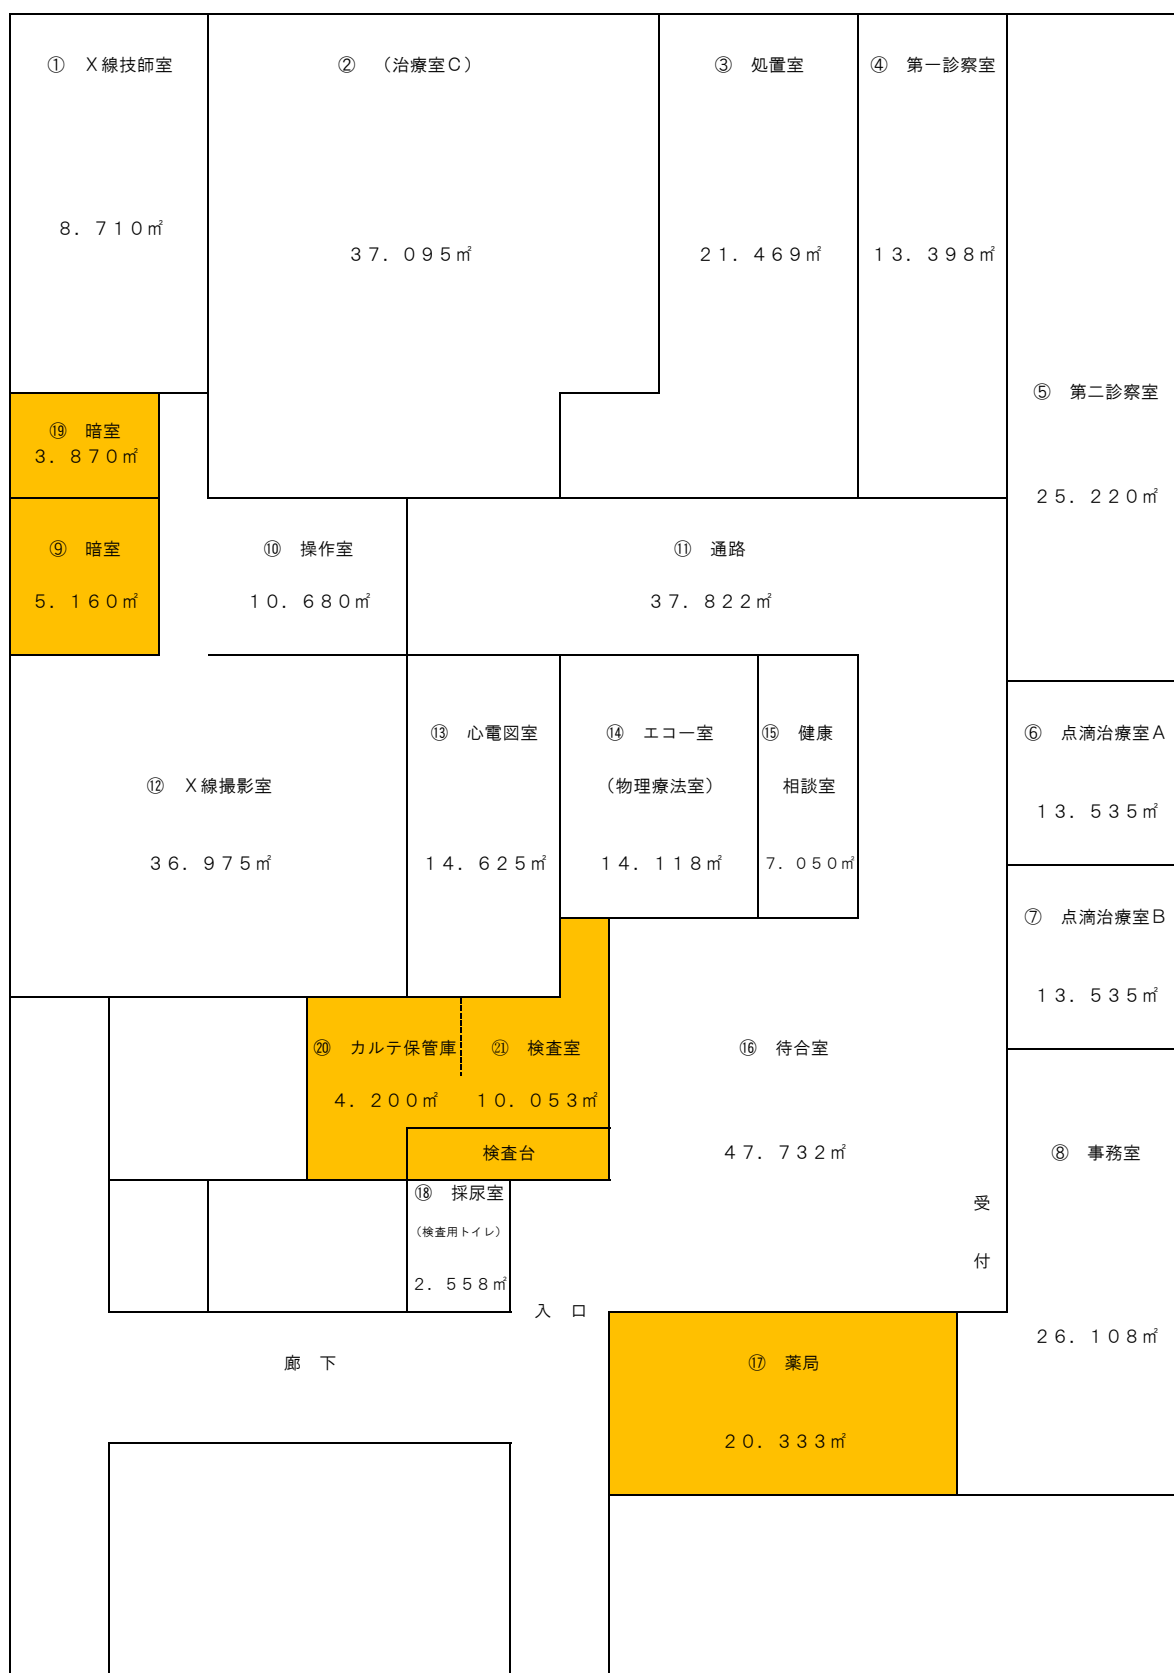 ① Ｘ線技師室
８．７１０㎡
② （治療室Ｃ）
３７．０９５㎡
③ 処置室
２１．４６９㎡
④ 第一診察室
１３．３９８㎡
⑤ 第二診察室
２５．２２０㎡
⑲ 暗室
３．８７０㎡
⑨ 暗室
５．１６０㎡
⑩ 操作室
１０．６８０㎡
⑪ 通路
３７．８２２㎡
⑥ 点滴治療室Ａ
１３．５３５㎡
⑫ Ｘ線撮影室
３６．９７５㎡
⑬ 心電図室
１４．６２５㎡
⑭ エコー室
（物理療法室）
１４．１１８㎡
⑮ 健康
相談室
７．０５０㎡
⑦ 点滴治療室Ｂ
１３．５３５㎡
⑳ カルテ保管庫
４．２００㎡
㉑ 検査室
１０．０５３㎡
検査台
⑯ 待合室
４７．７３２㎡
⑧ 事務室
２６．１０８㎡
受
付
⑱ 採尿室
（検査用トイレ）
２．５５８㎡
入 口
廊 下
⑰ 薬局
２０．３３３㎡